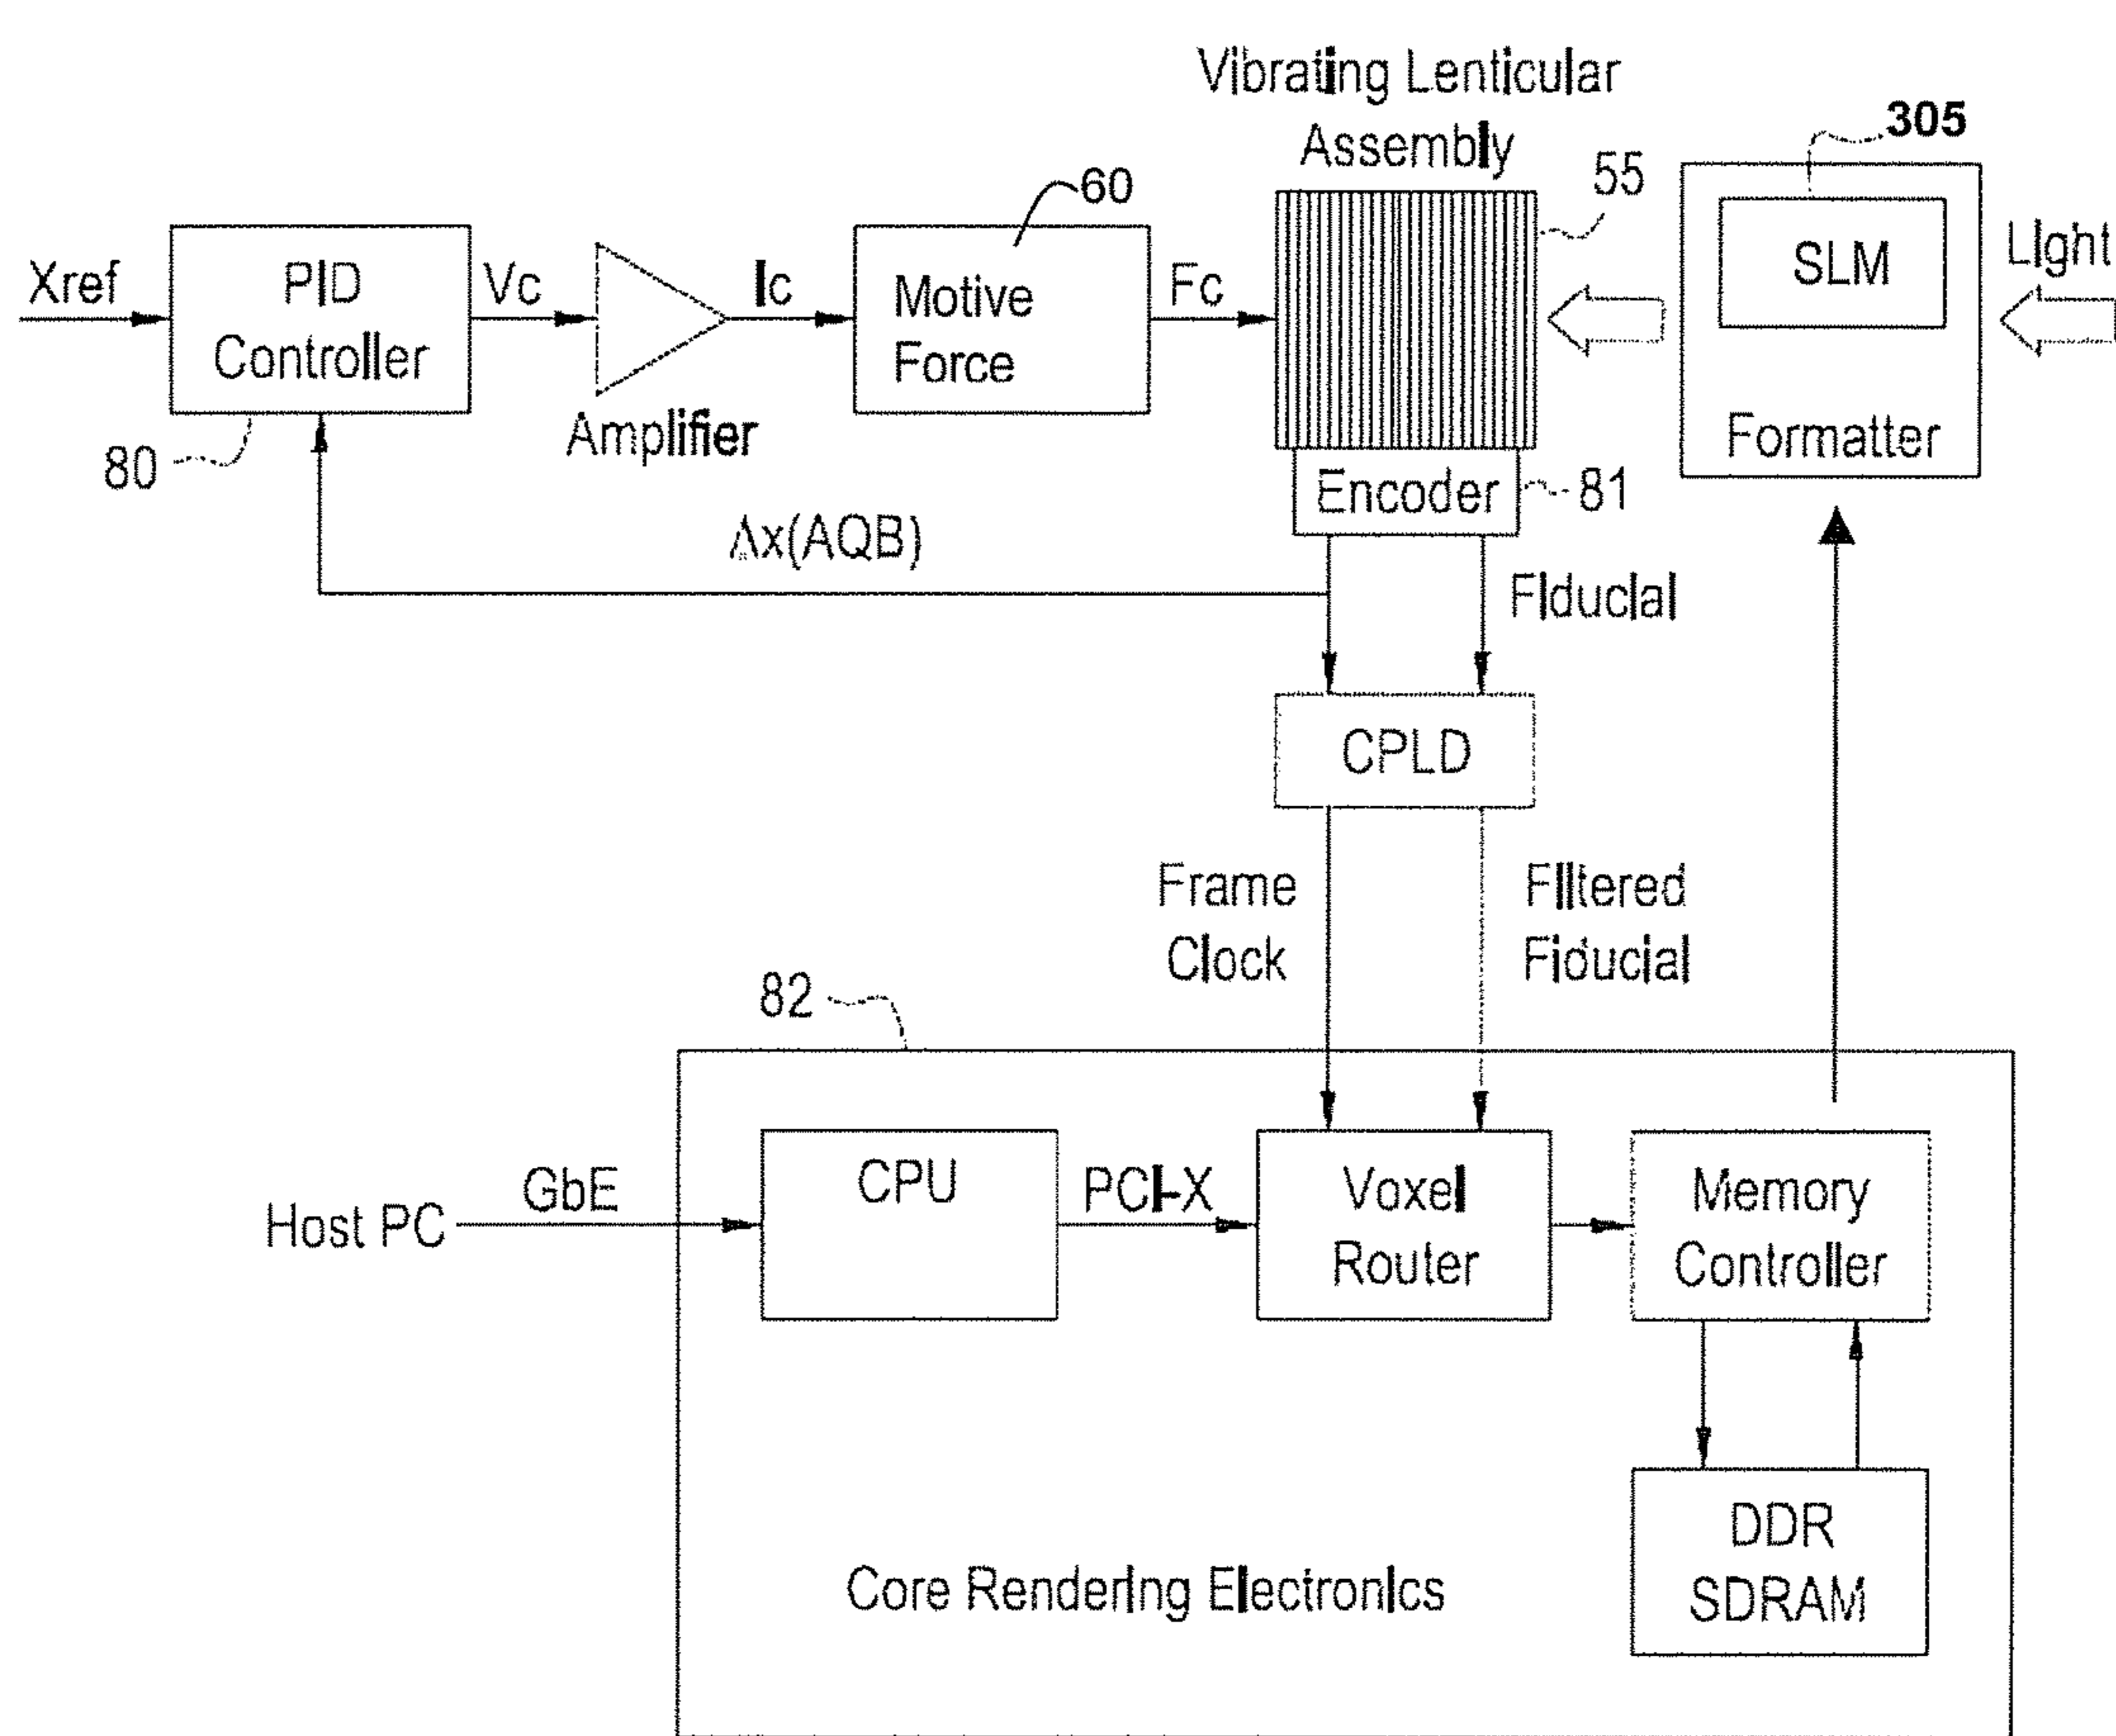 Vibrating Lenticular
Assembly
305
55
60
Xref
PID
Controller
Vc
Ic
Motive
Force
Fc
SLM
Light
Formatter
80
Amplifier
Encoder
81
Δx(AQB)
Fiducial
CPLD
Frame
Clock
Filtered
Fiducial
82
Host PC
GbE
CPU
PCI-X
Voxel
Router
Memory
Controller
DDR
SDRAM
Core Rendering Electronics